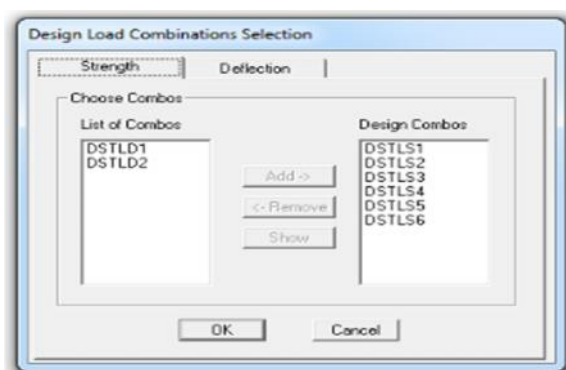 Design Load Combinations Selection
Strength
Deflection
Choose Combos
List of Combos
DSTLD1
DSTLD2
Add ->
<- Remove
Show
Design Combos
DSTLS1
DSTLS2
DSTLS3
DSTLS4
DSTLS5
DSTLS6
OK
Cancel